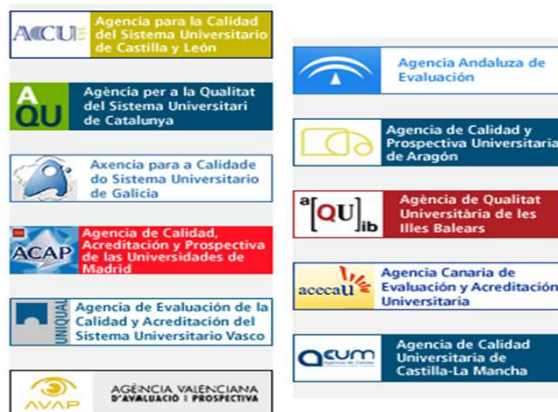 ACCUCYL
Agencia para la Calidad
del Sistema Universitario
de Castilla y León
AQU
Agència per a la Qualitat
del Sistema Universitari
de Catalunya
Axencia para a Calidade
do Sistema Universitario
de Galicia
ACAP
Agencia de Calidad,
Acreditación y Prospectiva
de las Universidades de
Madrid
UNIQUAL
Agencia de Evaluación de la
Calidad y Acreditación del
Sistema Universitario Vasco
AVAP
AGÈNCIA VALENCIANA
D'AVALUACIÓ I PROSPECTIVA
Agencia Andaluza de
Evaluación
Agencia de Calidad y
Prospectiva Universitaria
de Aragón
a[QU]ib
Agència de Qualitat
Universitària de les
Illes Balears
acecau
Agencia Canaria de
Evaluación y Acreditación
Universitaria
acum
Agencia de Calidad
Universitaria de
Castilla-La Mancha